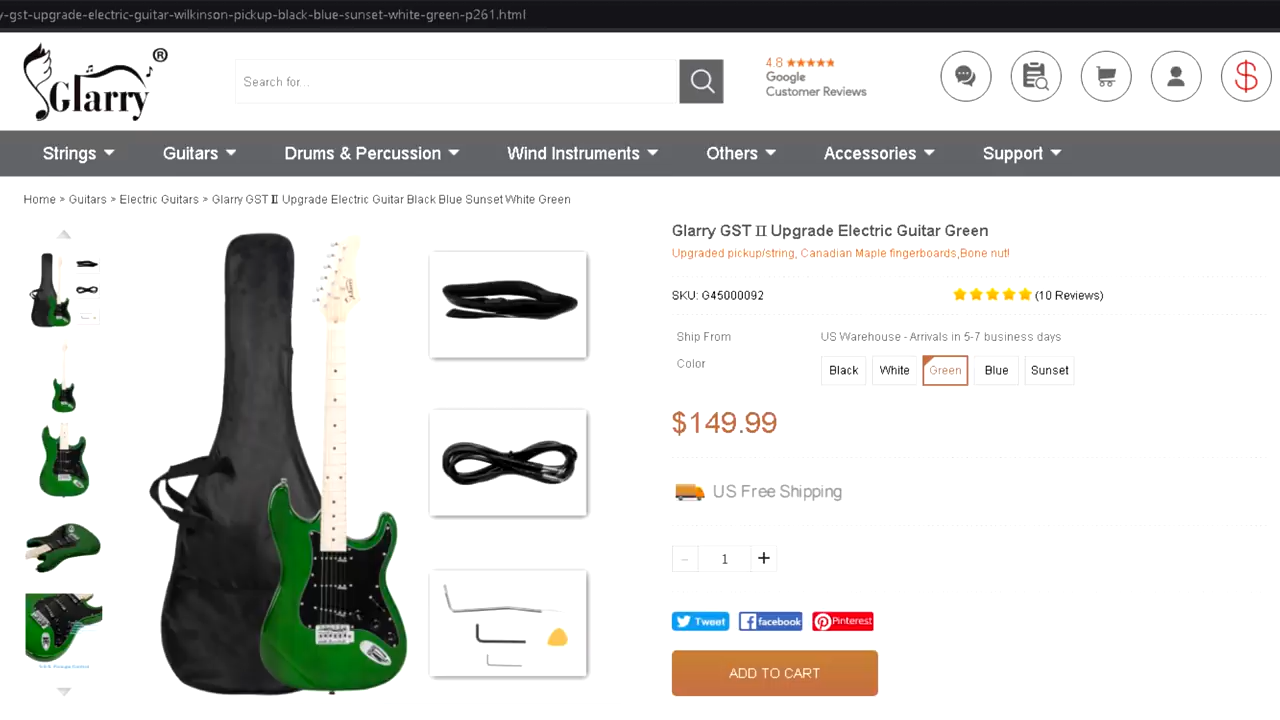 y-gst-upgrade-electric-guitar-wilkinson-pickup-black-blue-sunset-white-green-p261.html
Glarry®
Search for...
4.8 ★★★★★
Google
Customer Reviews
Strings Guitars Drums & Percussion Wind Instruments Others Accessories Support
Home > Guitars > Electric Guitars > Glarry GST Ⅱ Upgrade Electric Guitar Black Blue Sunset White Green
Glarry GST Ⅱ Upgrade Electric Guitar Green
Upgraded pickup/string, Canadian Maple fingerboards,Bone nut!
SKU: G45000092
(10 Reviews)
Ship From US Warehouse - Arrivals in 5-7 business days
Color Black White Green Blue Sunset
$149.99
US Free Shipping
- 1 +
Tweet facebook Pinterest
ADD TO CART